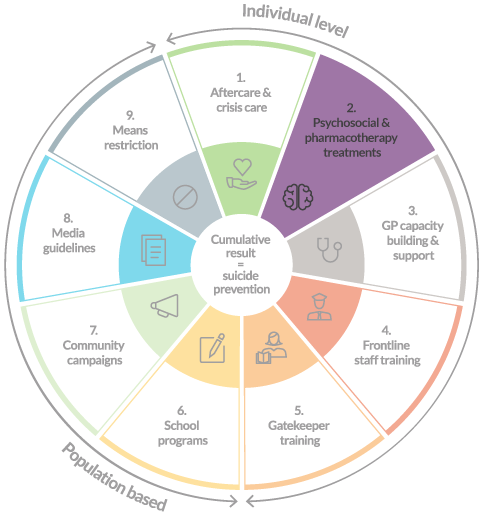 Individual level
1.
Aftercare &
crisis care
2.
Psychosocial &
pharmacotherapy
treatments
3.
GP capacity
building &
support
4.
Frontline
staff training
5.
Gatekeeper
training
6.
School
programs
7.
Community
campaigns
8.
Media
guidelines
9.
Means
restriction
Cumulative
result
=
suicide
prevention
Population based